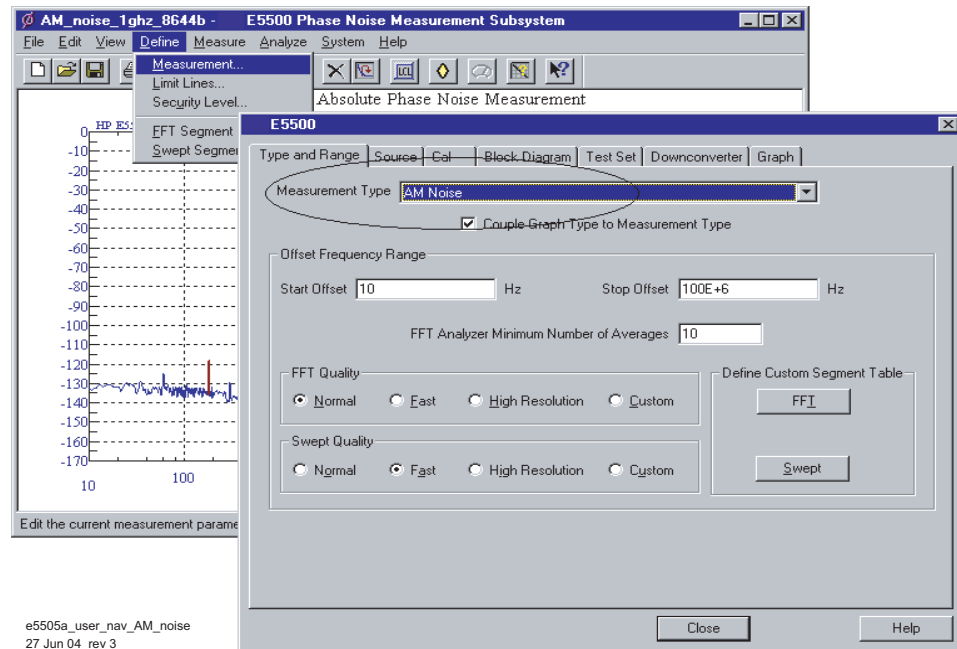 AM_noise_1ghz_8644b - E5500 Phase Noise Measurement Subsystem
File Edit View Define Measure Analyze System Help
Measurement...
Limit Lines...
Security Level...
FFT Segment
Swept Segme
Absolute Phase Noise Measurement
HP E5
0
-10
-20
-30
-40
-50
-60
-70
-80
-90
-100
-110
-120
-130
-140
-150
-160
-170
10 100
Edit the current measurement parame
E5500
Type and Range Source Cal Block Diagram Test Set Downconverter Graph
Measurement Type AM Noise
Couple Graph Type to Measurement Type
Offset Frequency Range
Start Offset 10 Hz Stop Offset 100E+6 Hz
FFT Analyzer Minimum Number of Averages 10
FFT Quality
Normal Fast High Resolution Custom
Swept Quality
Normal Fast High Resolution Custom
Define Custom Segment Table
FFT
Swept
Close Help
e5505a_user_nav_AM_noise
27 Jun 04 rev 3